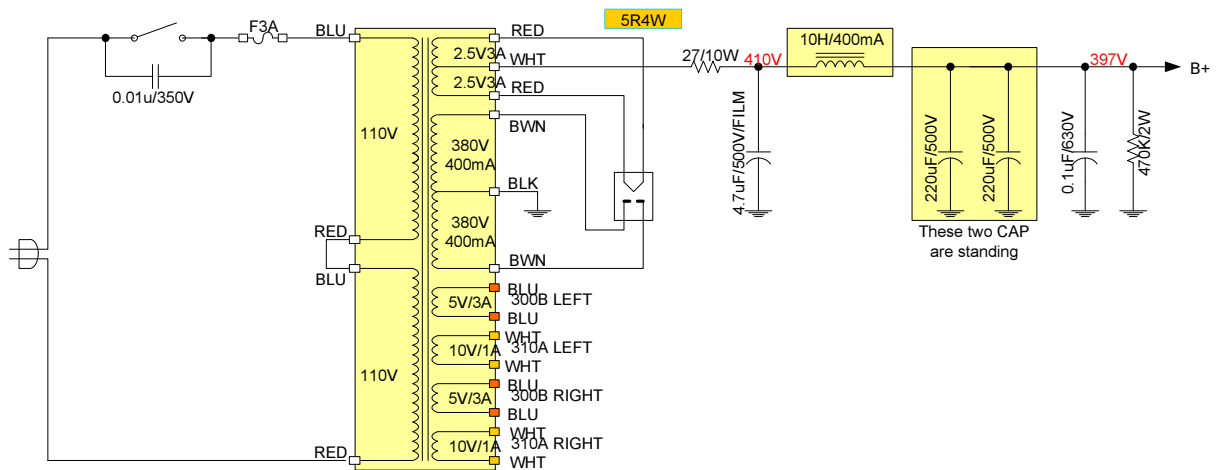 5R4W
F3A
BLU
RED
2.5V3A
WHT
2.5V3A
RED
BWN
0.01u/350V
110V
380V
400mA
BLK
380V
400mA
RED
BLU
BWN
27/10W
410V
10H/400mA
397V
B+
4.7uF/500V/FILM
220uF/500V
220uF/500V
0.1uF/630V
470K/2W
These two CAP
are standing
BLU
5V/3A
300B LEFT
BLU
WHT
10V/1A
310A LEFT
WHT
110V
BLU
5V/3A
300B RIGHT
BLU
WHT
10V/1A
310A RIGHT
RED
WHT